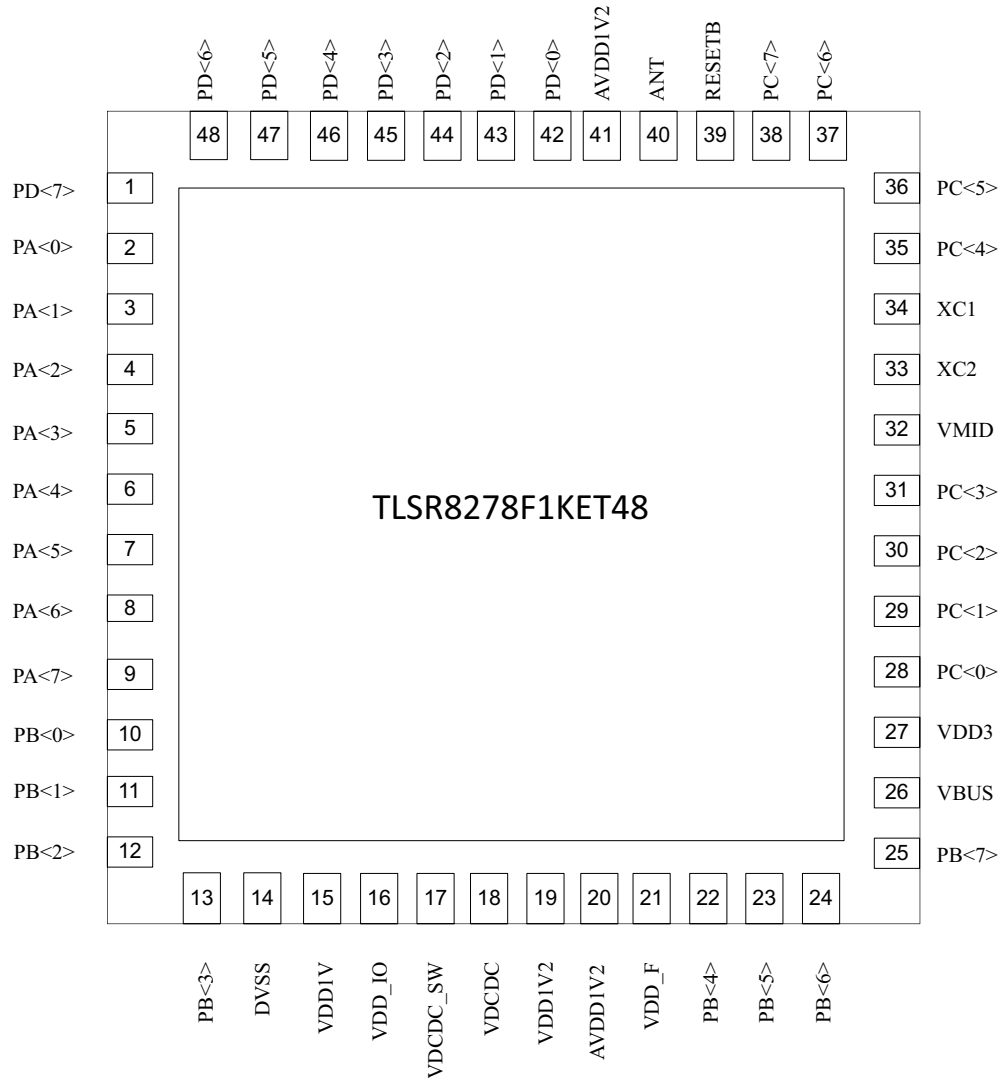 PD<6> PD<5> PD<4> PD<3> PD<2> PD<1> PD<0> AVDD1V2 ANT RESETB PC<7> PC<6>
48 47 46 45 44 43 42 41 40 39 38 37
PD<7> 1 36 PC<5>
PA<0> 2 35 PC<4>
PA<1> 3 34 XC1
PA<2> 4 33 XC2
PA<3> 5 32 VMID
PA<4> 6 31 PC<3>
TLSR8278F1KET48
PA<5> 7 30 PC<2>
PA<6> 8 29 PC<1>
PA<7> 9 28 PC<0>
PB<0> 10 27 VDD3
PB<1> 11 26 VBUS
PB<2> 12 25 PB<7>
13 14 15 16 17 18 19 20 21 22 23 24
PB<3> DVSS VDD1V VDD_IO VDCDC_SW VDCDC VDD1V2 AVDD1V2 VDD_F PB<4> PB<5> PB<6>